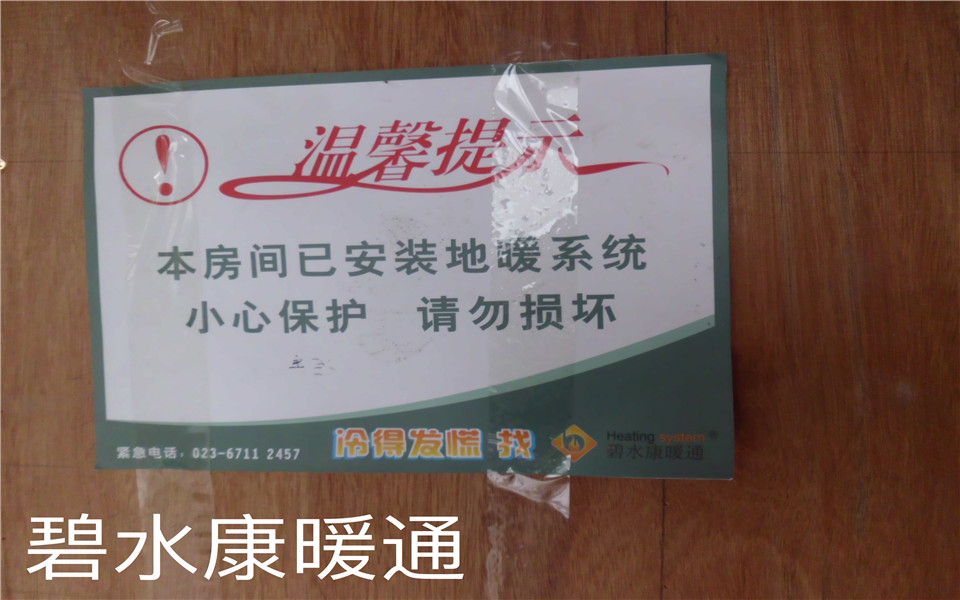 温馨提示
本房间已安装地暖系统
小心保护 请勿损坏
紧急电话：023-6711 2457
冷得发慌 找
Heating system®
碧水康暖通
碧水康暖通